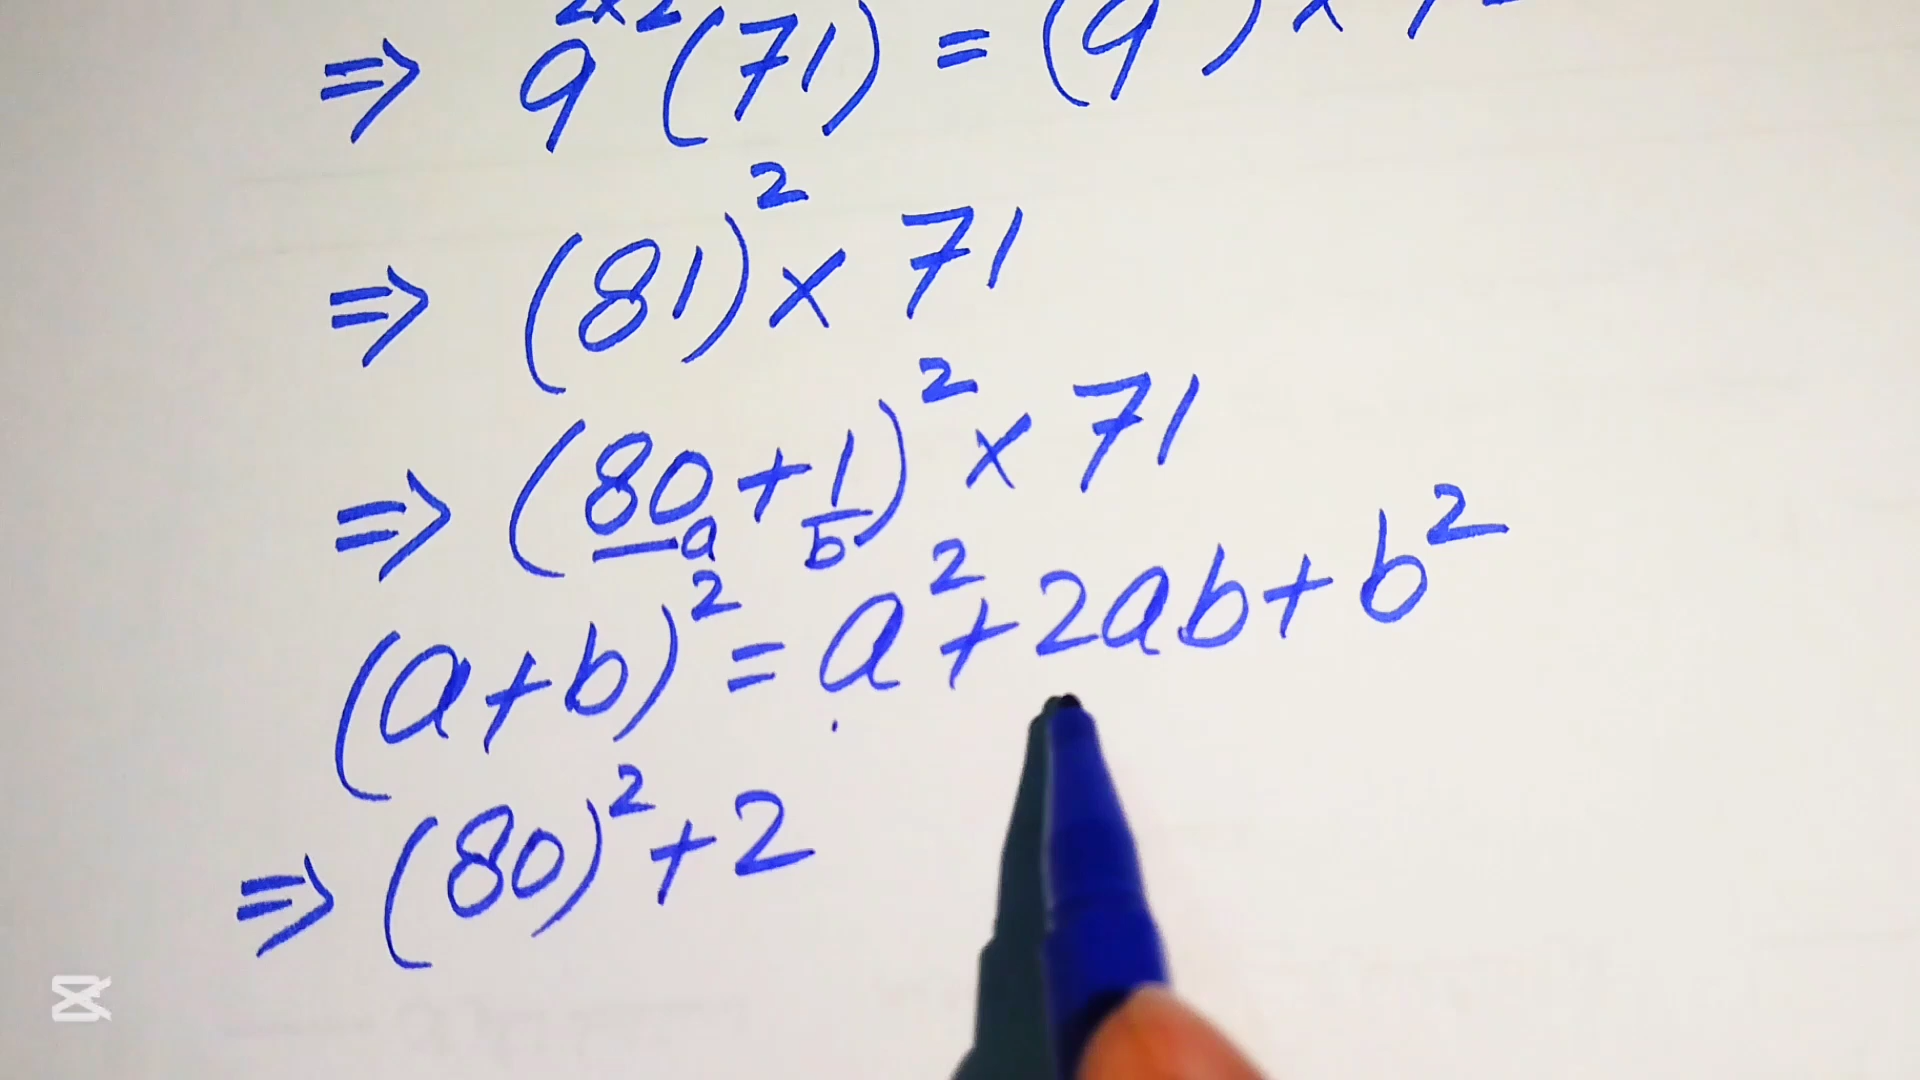 ⇒ 9^2×2 (71) = (9 ) × 7
⇒ (81)² × 71
⇒ (80 + 1)² × 71
a b
(a+b)² = a² + 2ab + b²
⇒ (80)² + 2